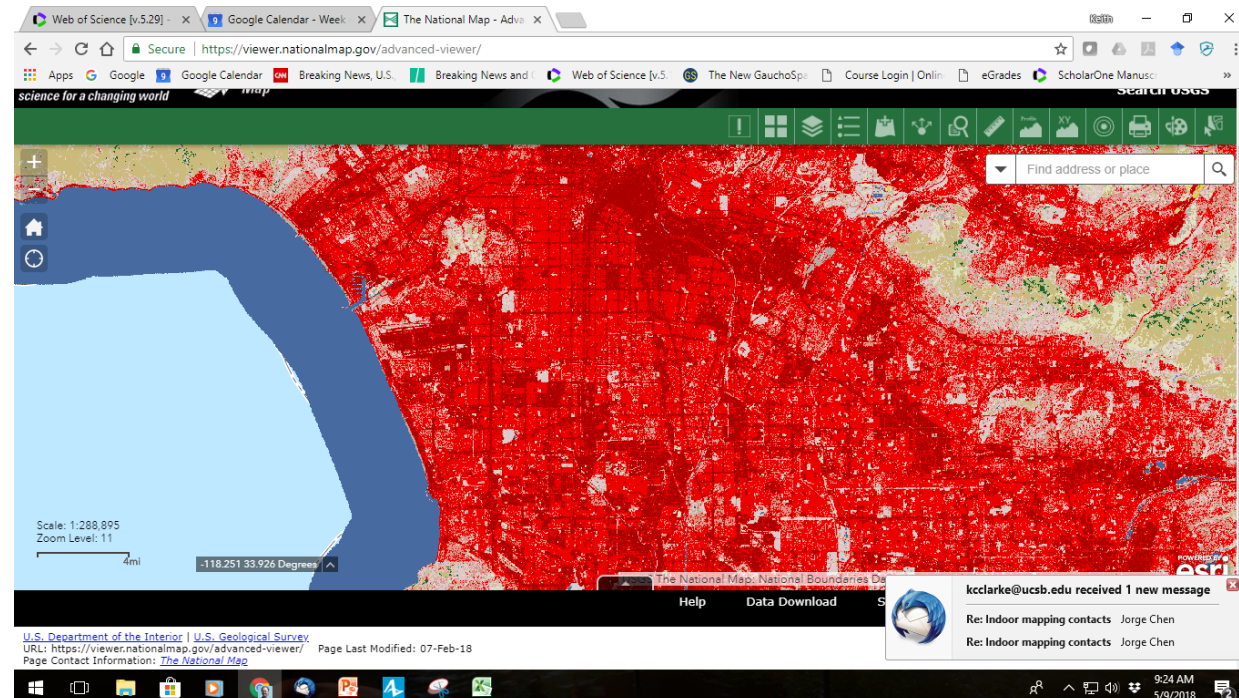 Web of Science [v.5.29] -
Google Calendar - Week
The National Map - Adva
Keith
Secure | https://viewer.nationalmap.gov/advanced-viewer/
Apps
Google
Google Calendar
Breaking News, U.S.
Breaking News and
Web of Science [v.5.
The New GauchoSpa
Course Login | Onlin
eGrades
ScholarOne Manusc
»
science for a changing world
Map
Search USGS
Find address or place
Scale: 1:288,895
Zoom Level: 11
4mi
-118.251 33.926 Degrees
The National Map: National Boundaries Da
POWERED BY
esri
Help
Data Download
kcclarke@ucsb.edu received 1 new message
Re: Indoor mapping contacts Jorge Chen
Re: Indoor mapping contacts Jorge Chen
U.S. Department of the Interior | U.S. Geological Survey
URL: https://viewer.nationalmap.gov/advanced-viewer/ Page Last Modified: 07-Feb-18
Page Contact Information: The National Map
9:24 AM
5/9/2018